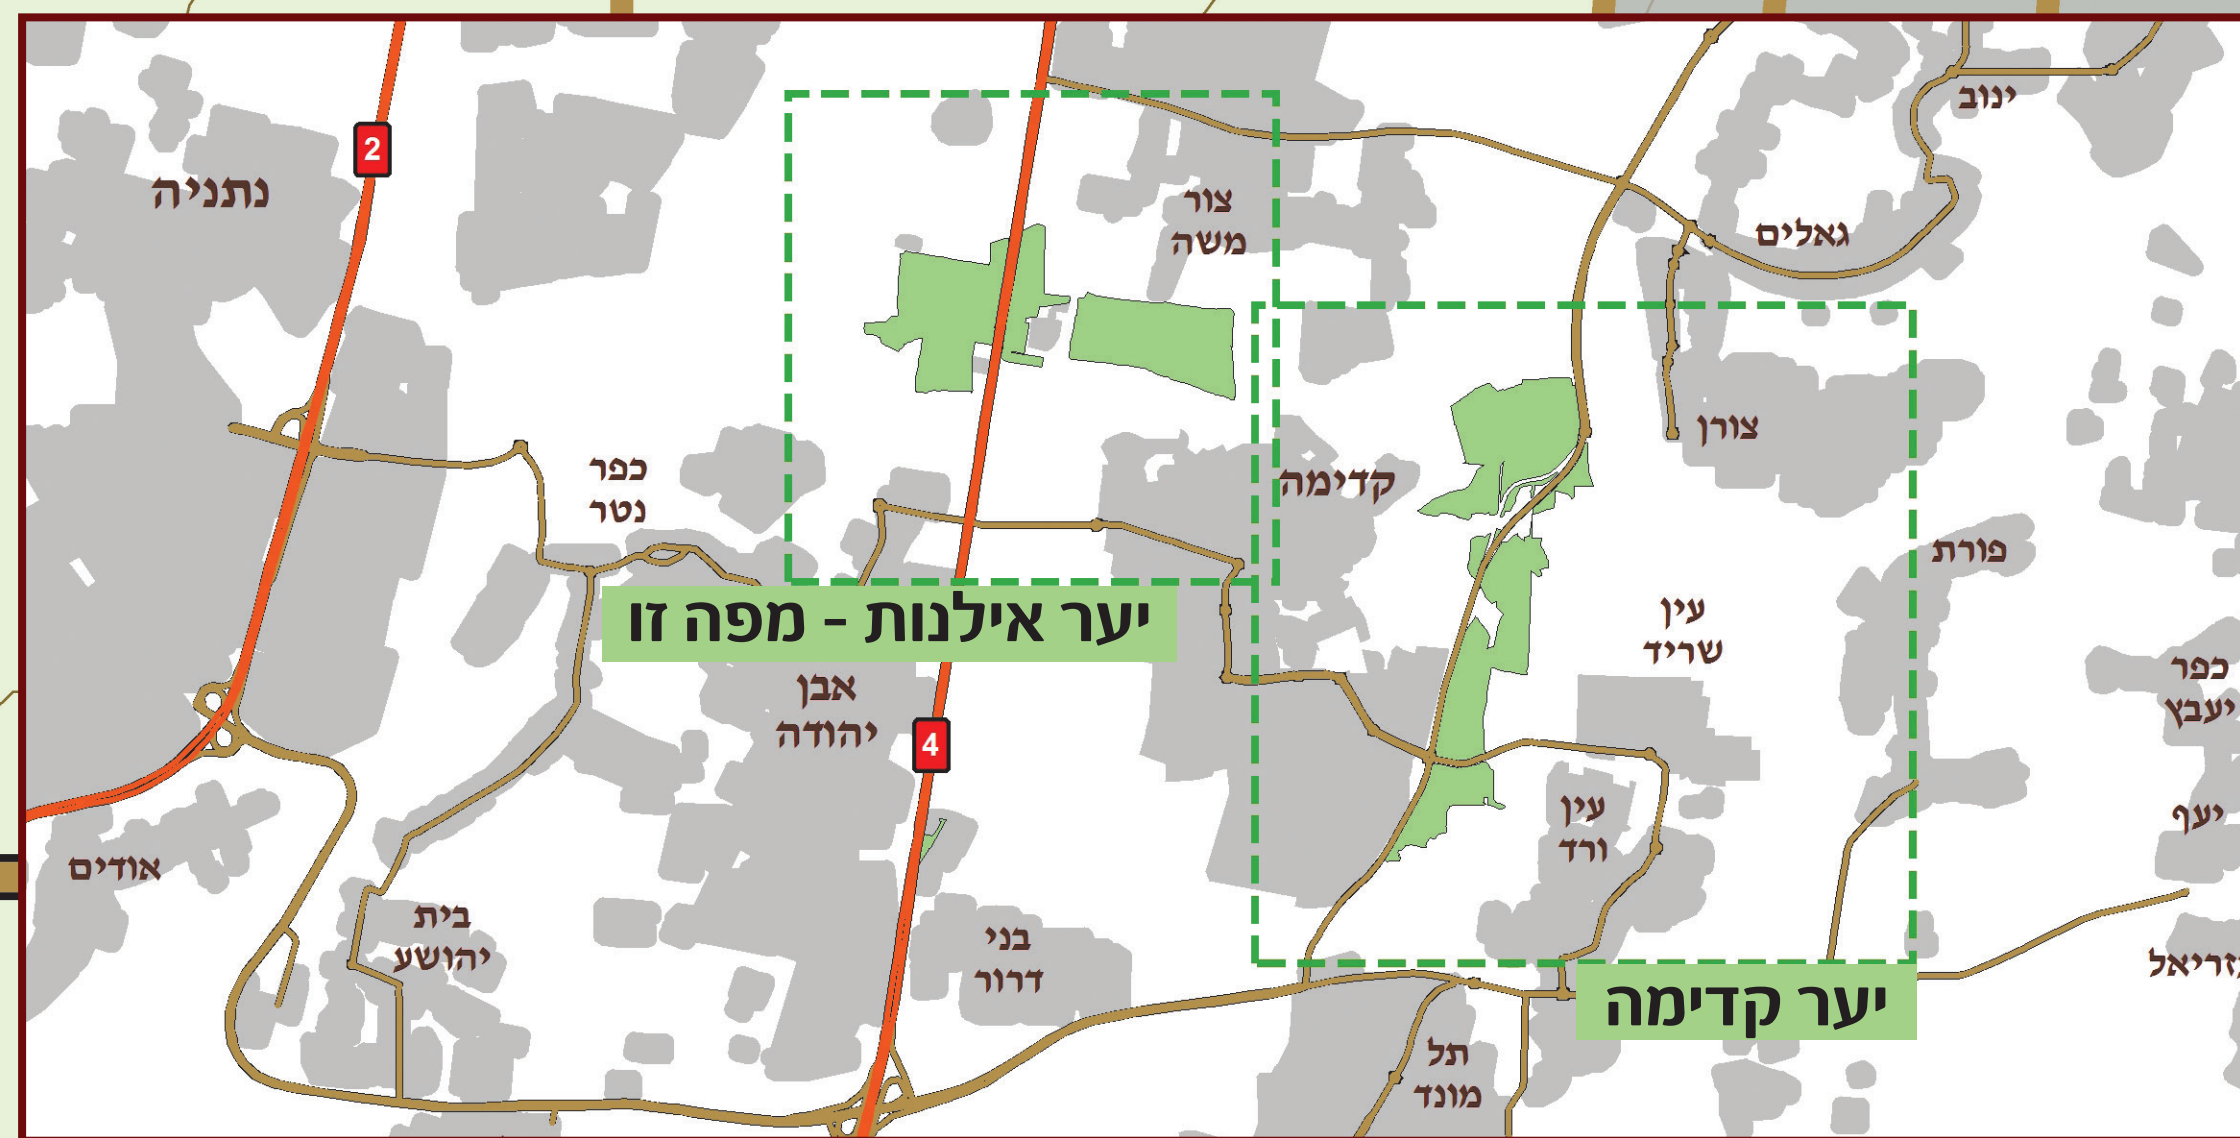 ינוב
2
נתניה
צור
משה
גאלים
צורן
כפר
נטר
קדימה
פורת
יער אילנות - מפה זו
עין
שריד
כפר
יעבץ
אבן
יהודה
4
עין
ורד
יעף
אודים
בית
יהושע
בני
דרור
יער קדימה
תל
מונד